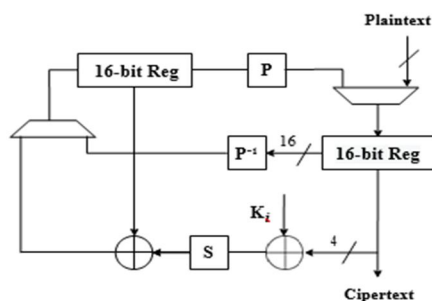 Plaintext
16-bit Reg
P
P⁻¹
16
16-bit Reg
Ki
S
4
Cipertext